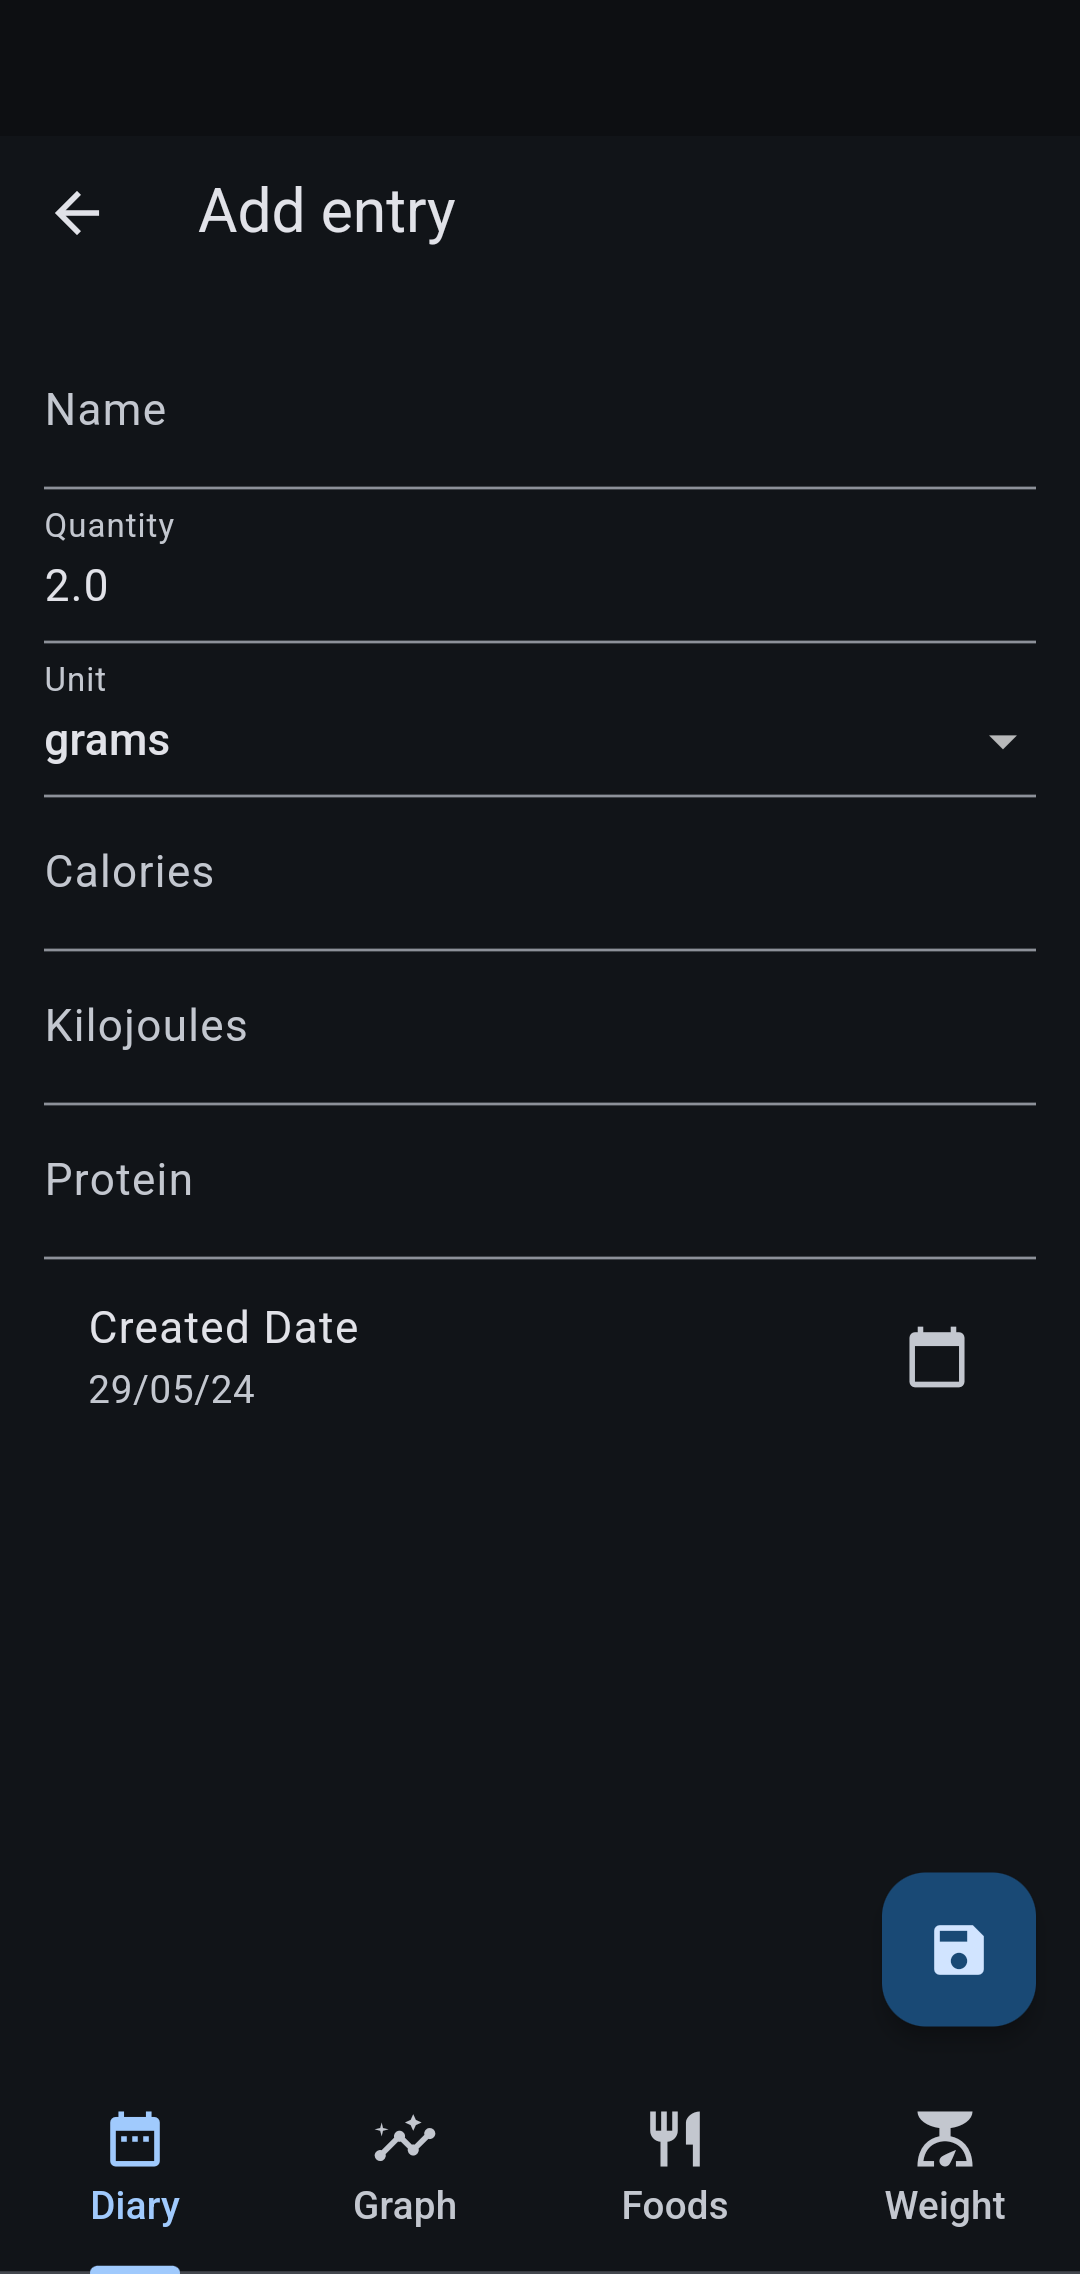 Add entry
Name
Quantity
2.0
Unit
grams
Calories
Kilojoules
Protein
Created Date
29/05/24
Diary
Graph
Foods
Weight